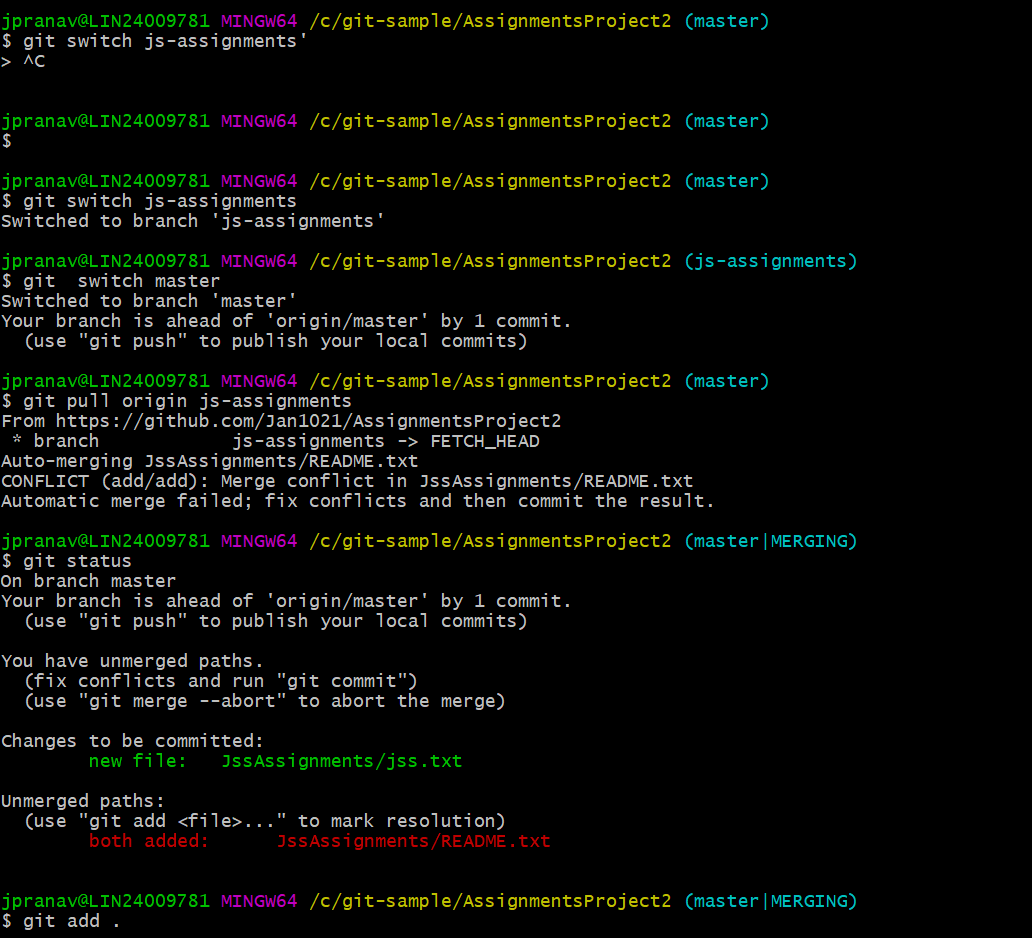 jpranav@LIN24009781 MINGW64 /c/git-sample/AssignmentsProject2 (master)
$ git switch js-assignments'
> ^C
jpranav@LIN24009781 MINGW64 /c/git-sample/AssignmentsProject2 (master)
$
jpranav@LIN24009781 MINGW64 /c/git-sample/AssignmentsProject2 (master)
$ git switch js-assignments
Switched to branch 'js-assignments'
jpranav@LIN24009781 MINGW64 /c/git-sample/AssignmentsProject2 (js-assignments)
$ git  switch master
Switched to branch 'master'
Your branch is ahead of 'origin/master' by 1 commit.
  (use "git push" to publish your local commits)
jpranav@LIN24009781 MINGW64 /c/git-sample/AssignmentsProject2 (master)
$ git pull origin js-assignments
From https://github.com/Jan1021/AssignmentsProject2
 * branch            js-assignments -> FETCH_HEAD
Auto-merging JssAssignments/README.txt
CONFLICT (add/add): Merge conflict in JssAssignments/README.txt
Automatic merge failed; fix conflicts and then commit the result.
jpranav@LIN24009781 MINGW64 /c/git-sample/AssignmentsProject2 (master|MERGING)
$ git status
On branch master
Your branch is ahead of 'origin/master' by 1 commit.
  (use "git push" to publish your local commits)
You have unmerged paths.
  (fix conflicts and run "git commit")
  (use "git merge --abort" to abort the merge)
Changes to be committed:
        new file:   JssAssignments/jss.txt
Unmerged paths:
  (use "git add <file>..." to mark resolution)
        both added:      JssAssignments/README.txt
jpranav@LIN24009781 MINGW64 /c/git-sample/AssignmentsProject2 (master|MERGING)
$ git add .